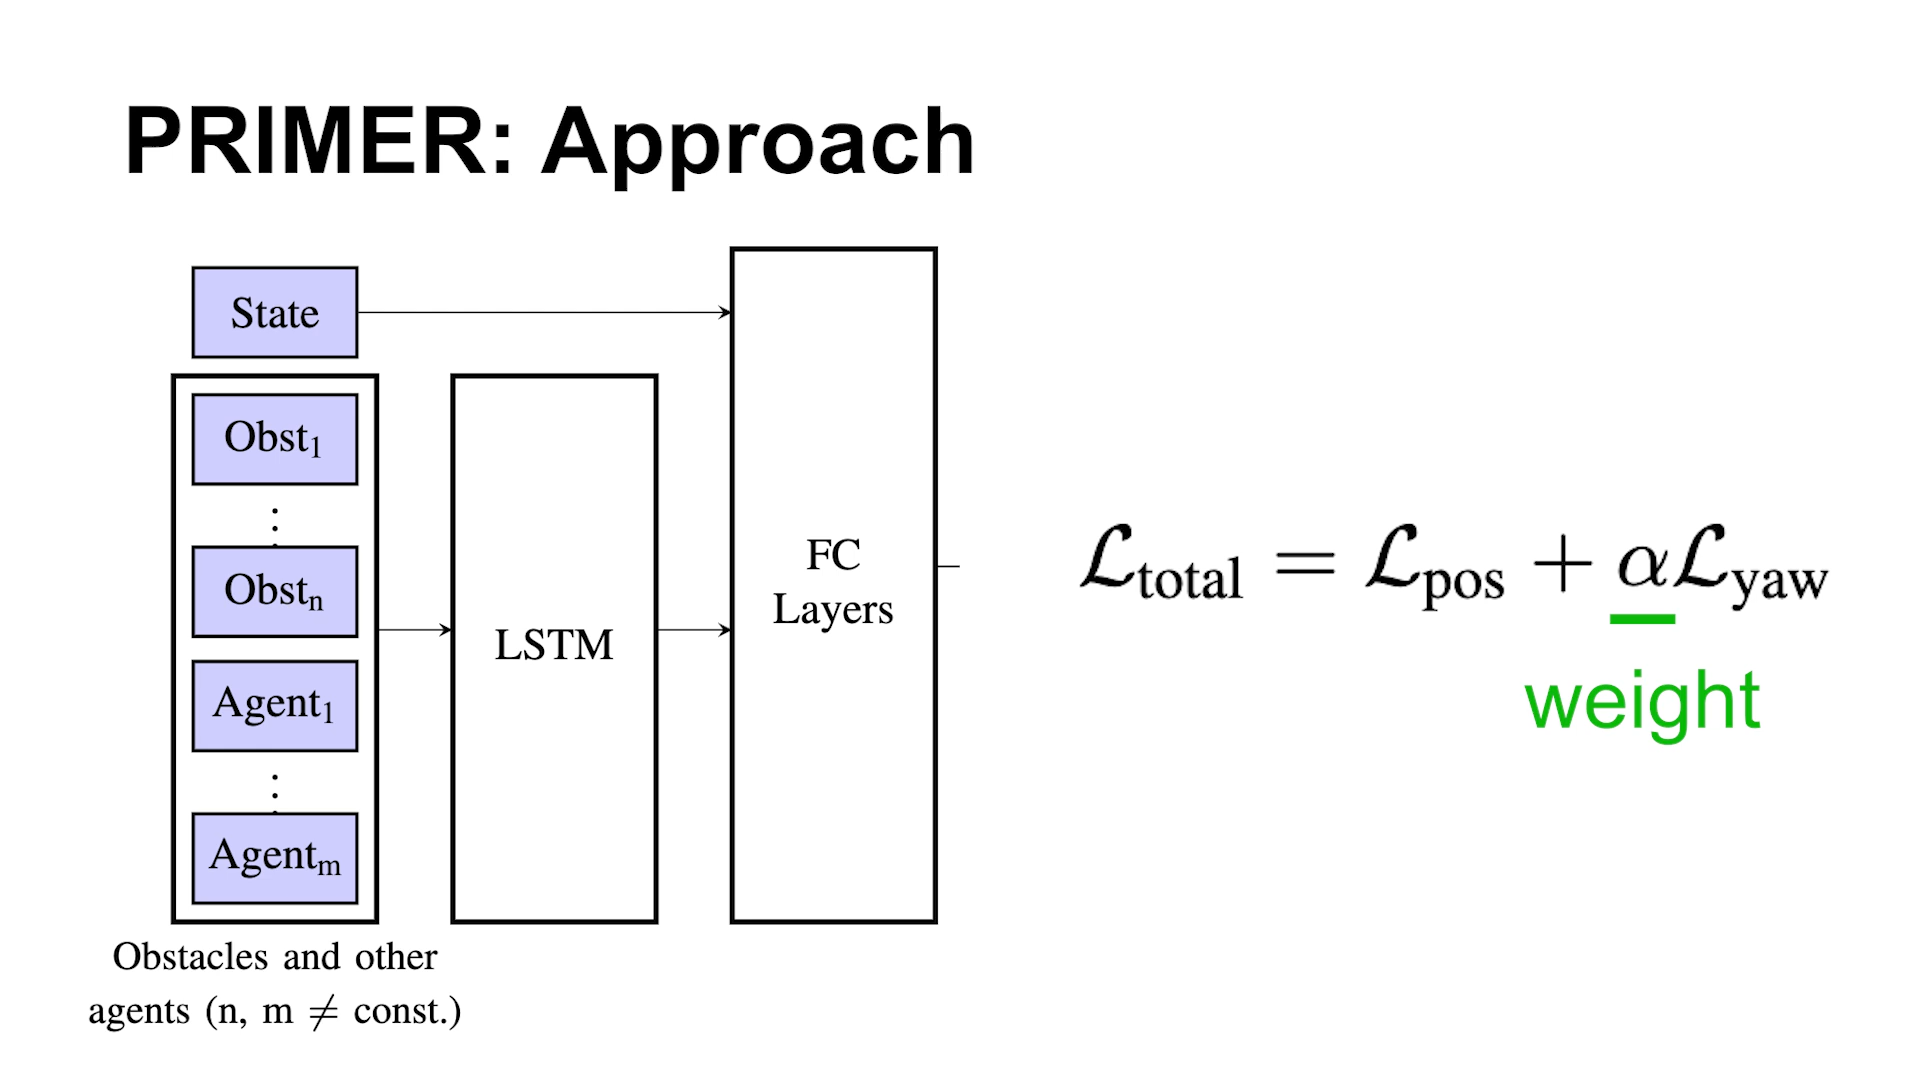 PRIMER: Approach
State
Obst₁
⋮
Obstₙ
Agent₁
⋮
Agentₘ
LSTM
FC
Layers
Obstacles and other
agents (n, m ≠ const.)
ℒtotal = ℒpos + αℒyaw
weight